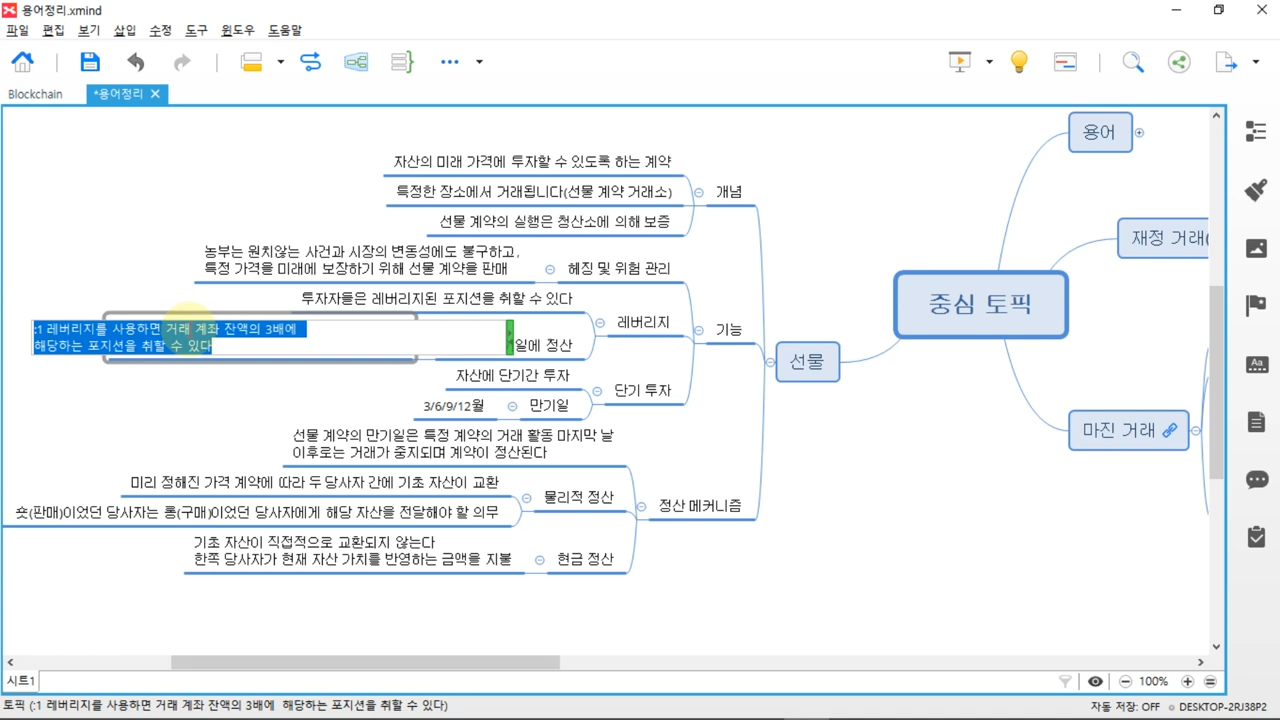 용어정리.xmind
파일 편집 보기 삽입 수정 도구 윈도우 도움말
Blockchain *용어정리
용어
재정 거래(
중심 토픽
마진 거래
선물
개념
자산의 미래 가격에 투자할 수 있도록 하는 계약
특정한 장소에서 거래됩니다(선물 계약 거래소)
선물 계약의 실행은 청산소에 의해 보증
기능
헤징 및 위험 관리
농부는 원치않는 사건과 시장의 변동성에도 불구하고,
특정 가격을 미래에 보장하기 위해 선물 계약을 판매
레버리지
투자자들은 레버리지된 포지션을 취할 수 있다
:1 레버리지를 사용하면 거래 계좌 잔액의 3배에
해당하는 포지션을 취할 수 있다
일에 정산
단기 투자
자산에 단기간 투자
만기일
3/6/9/12월
정산 메커니즘
선물 계약의 만기일은 특정 계약의 거래 활동 마지막 날
이후로는 거래가 중지되며 계약이 정산된다
물리적 정산
미리 정해진 가격 계약에 따라 두 당사자 간에 기초 자산이 교환
숏(판매)이었던 당사자는 롱(구매)이었던 당사자에게 해당 자산을 전달해야 할 의무
현금 정산
기초 자산이 직접적으로 교환되지 않는다
한쪽 당사자가 현재 자산 가치를 반영하는 금액을 지불
시트1
100%
토픽 (:1 레버리지를 사용하면 거래 계좌 잔액의 3배에 해당하는 포지션을 취할 수 있다)
자동 저장: OFF DESKTOP-2RJ38P2